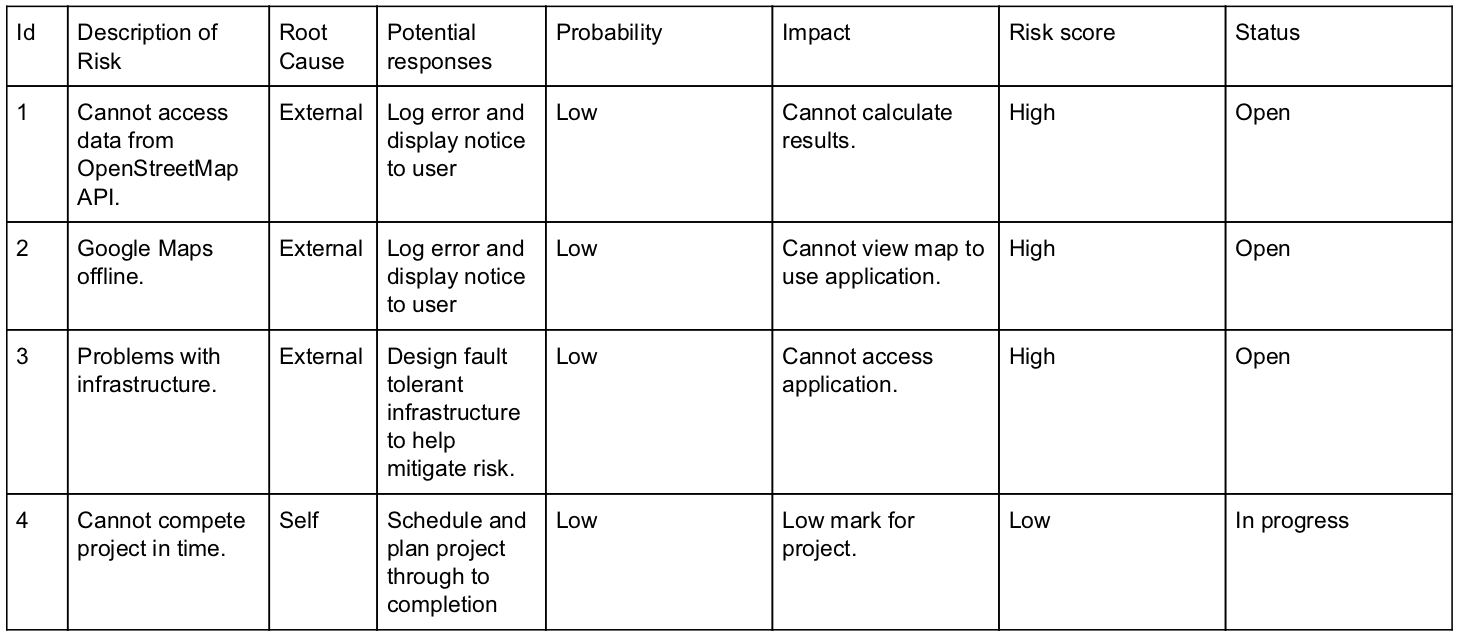 Id
Description of
Risk
Root
Cause
Potential
responses
Probability
Impact
Risk score
Status
1
Cannot access
data from
OpenStreetMap
API.
External
Log error and
display notice
to user
Low
Cannot calculate
results.
High
Open
2
Google Maps
offline.
External
Log error and
display notice
to user
Low
Cannot view map to
use application.
High
Open
3
Problems with
infrastructure.
External
Design fault
tolerant
infrastructure
to help
mitigate risk.
Low
Cannot access
application.
High
Open
4
Cannot compete
project in time.
Self
Schedule and
plan project
through to
completion
Low
Low mark for
project.
Low
In progress